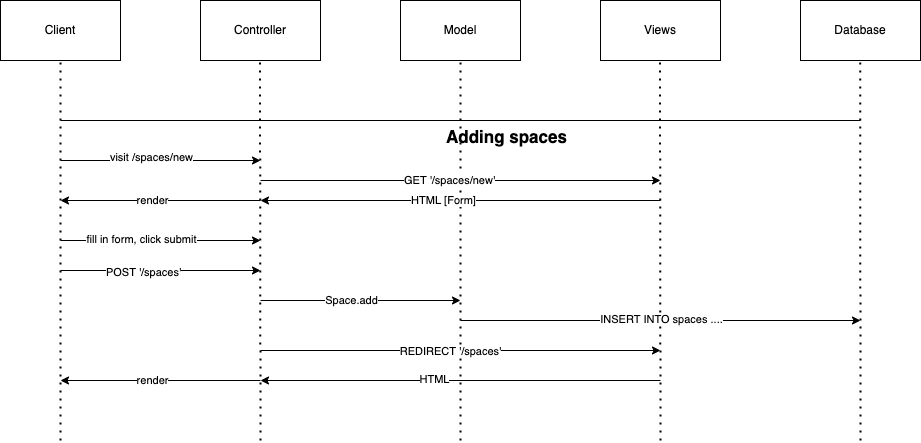 Client
Controller
Model
Views
Database
Adding spaces
visit /spaces/new
GET '/spaces/new'
render
HTML [Form]
fill in form, click submit
POST '/spaces'
Space.add
INSERT INTO spaces ....
REDIRECT '/spaces'
render
HTML